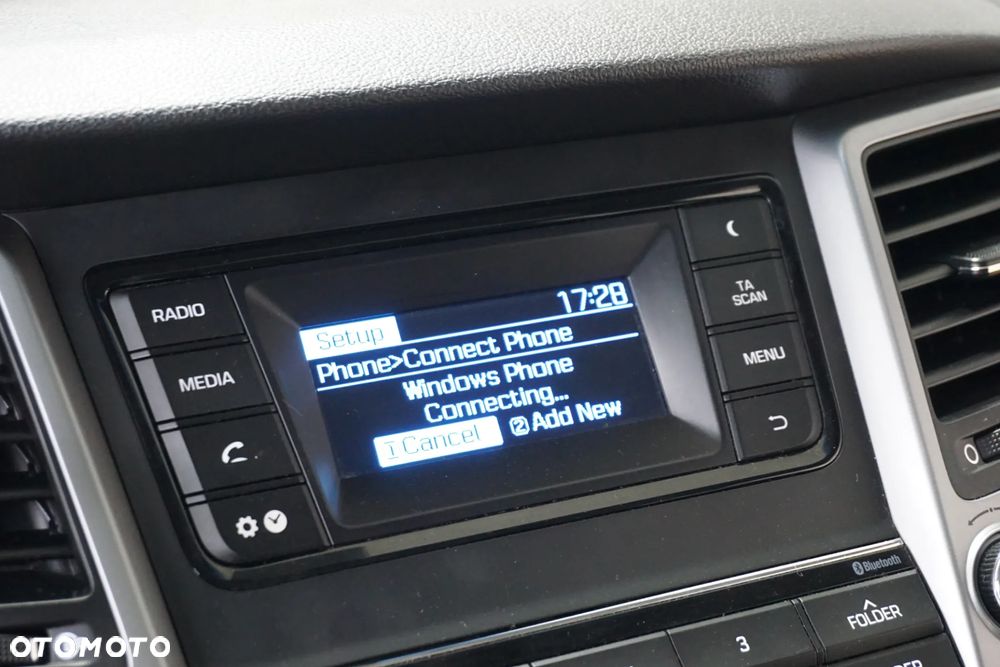 RADIO
MEDIA
Setup 17:28
Phone>Connect Phone
Windows Phone
Connecting...
1 Cancel 2 Add New
TA
SCAN
MENU
Bluetooth
3
FOLDER
0
OTOMOTO